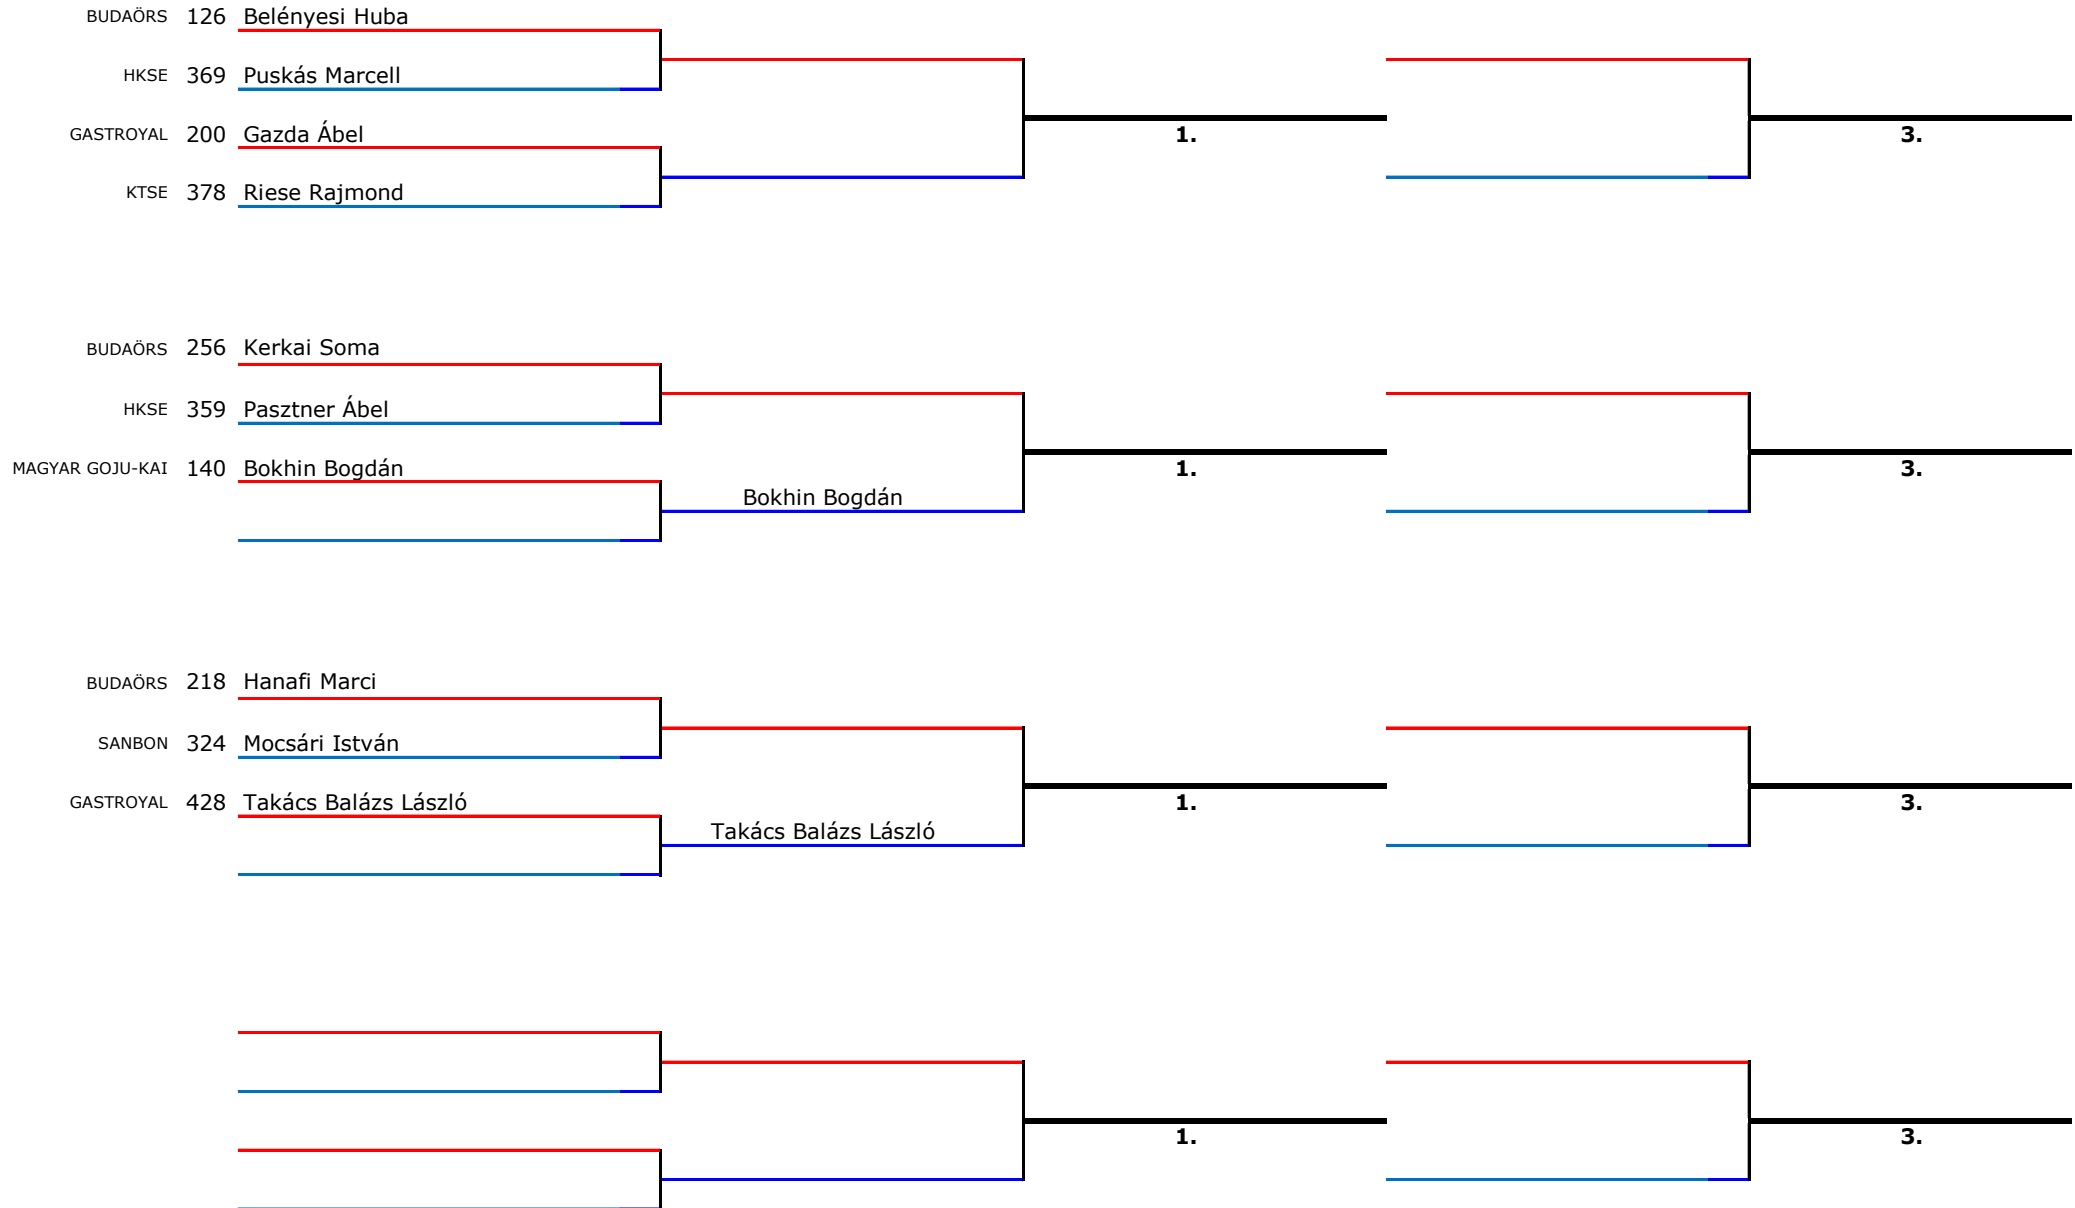 BUDAÖRS 126 Belényesi Huba
HKSE 369 Puskás Marcell
GASTROYAL 200 Gazda Ábel 1. 3.
KTSE 378 Riese Rajmond
BUDAÖRS 256 Kerkai Soma
HKSE 359 Pasztner Ábel
MAGYAR GOJU-KAI 140 Bokhin Bogdán 1. 3.
Bokhin Bogdán
BUDAÖRS 218 Hanafi Marci
SANBON 324 Mocsári István
GASTROYAL 428 Takács Balázs László 1. 3.
Takács Balázs László
1. 3.